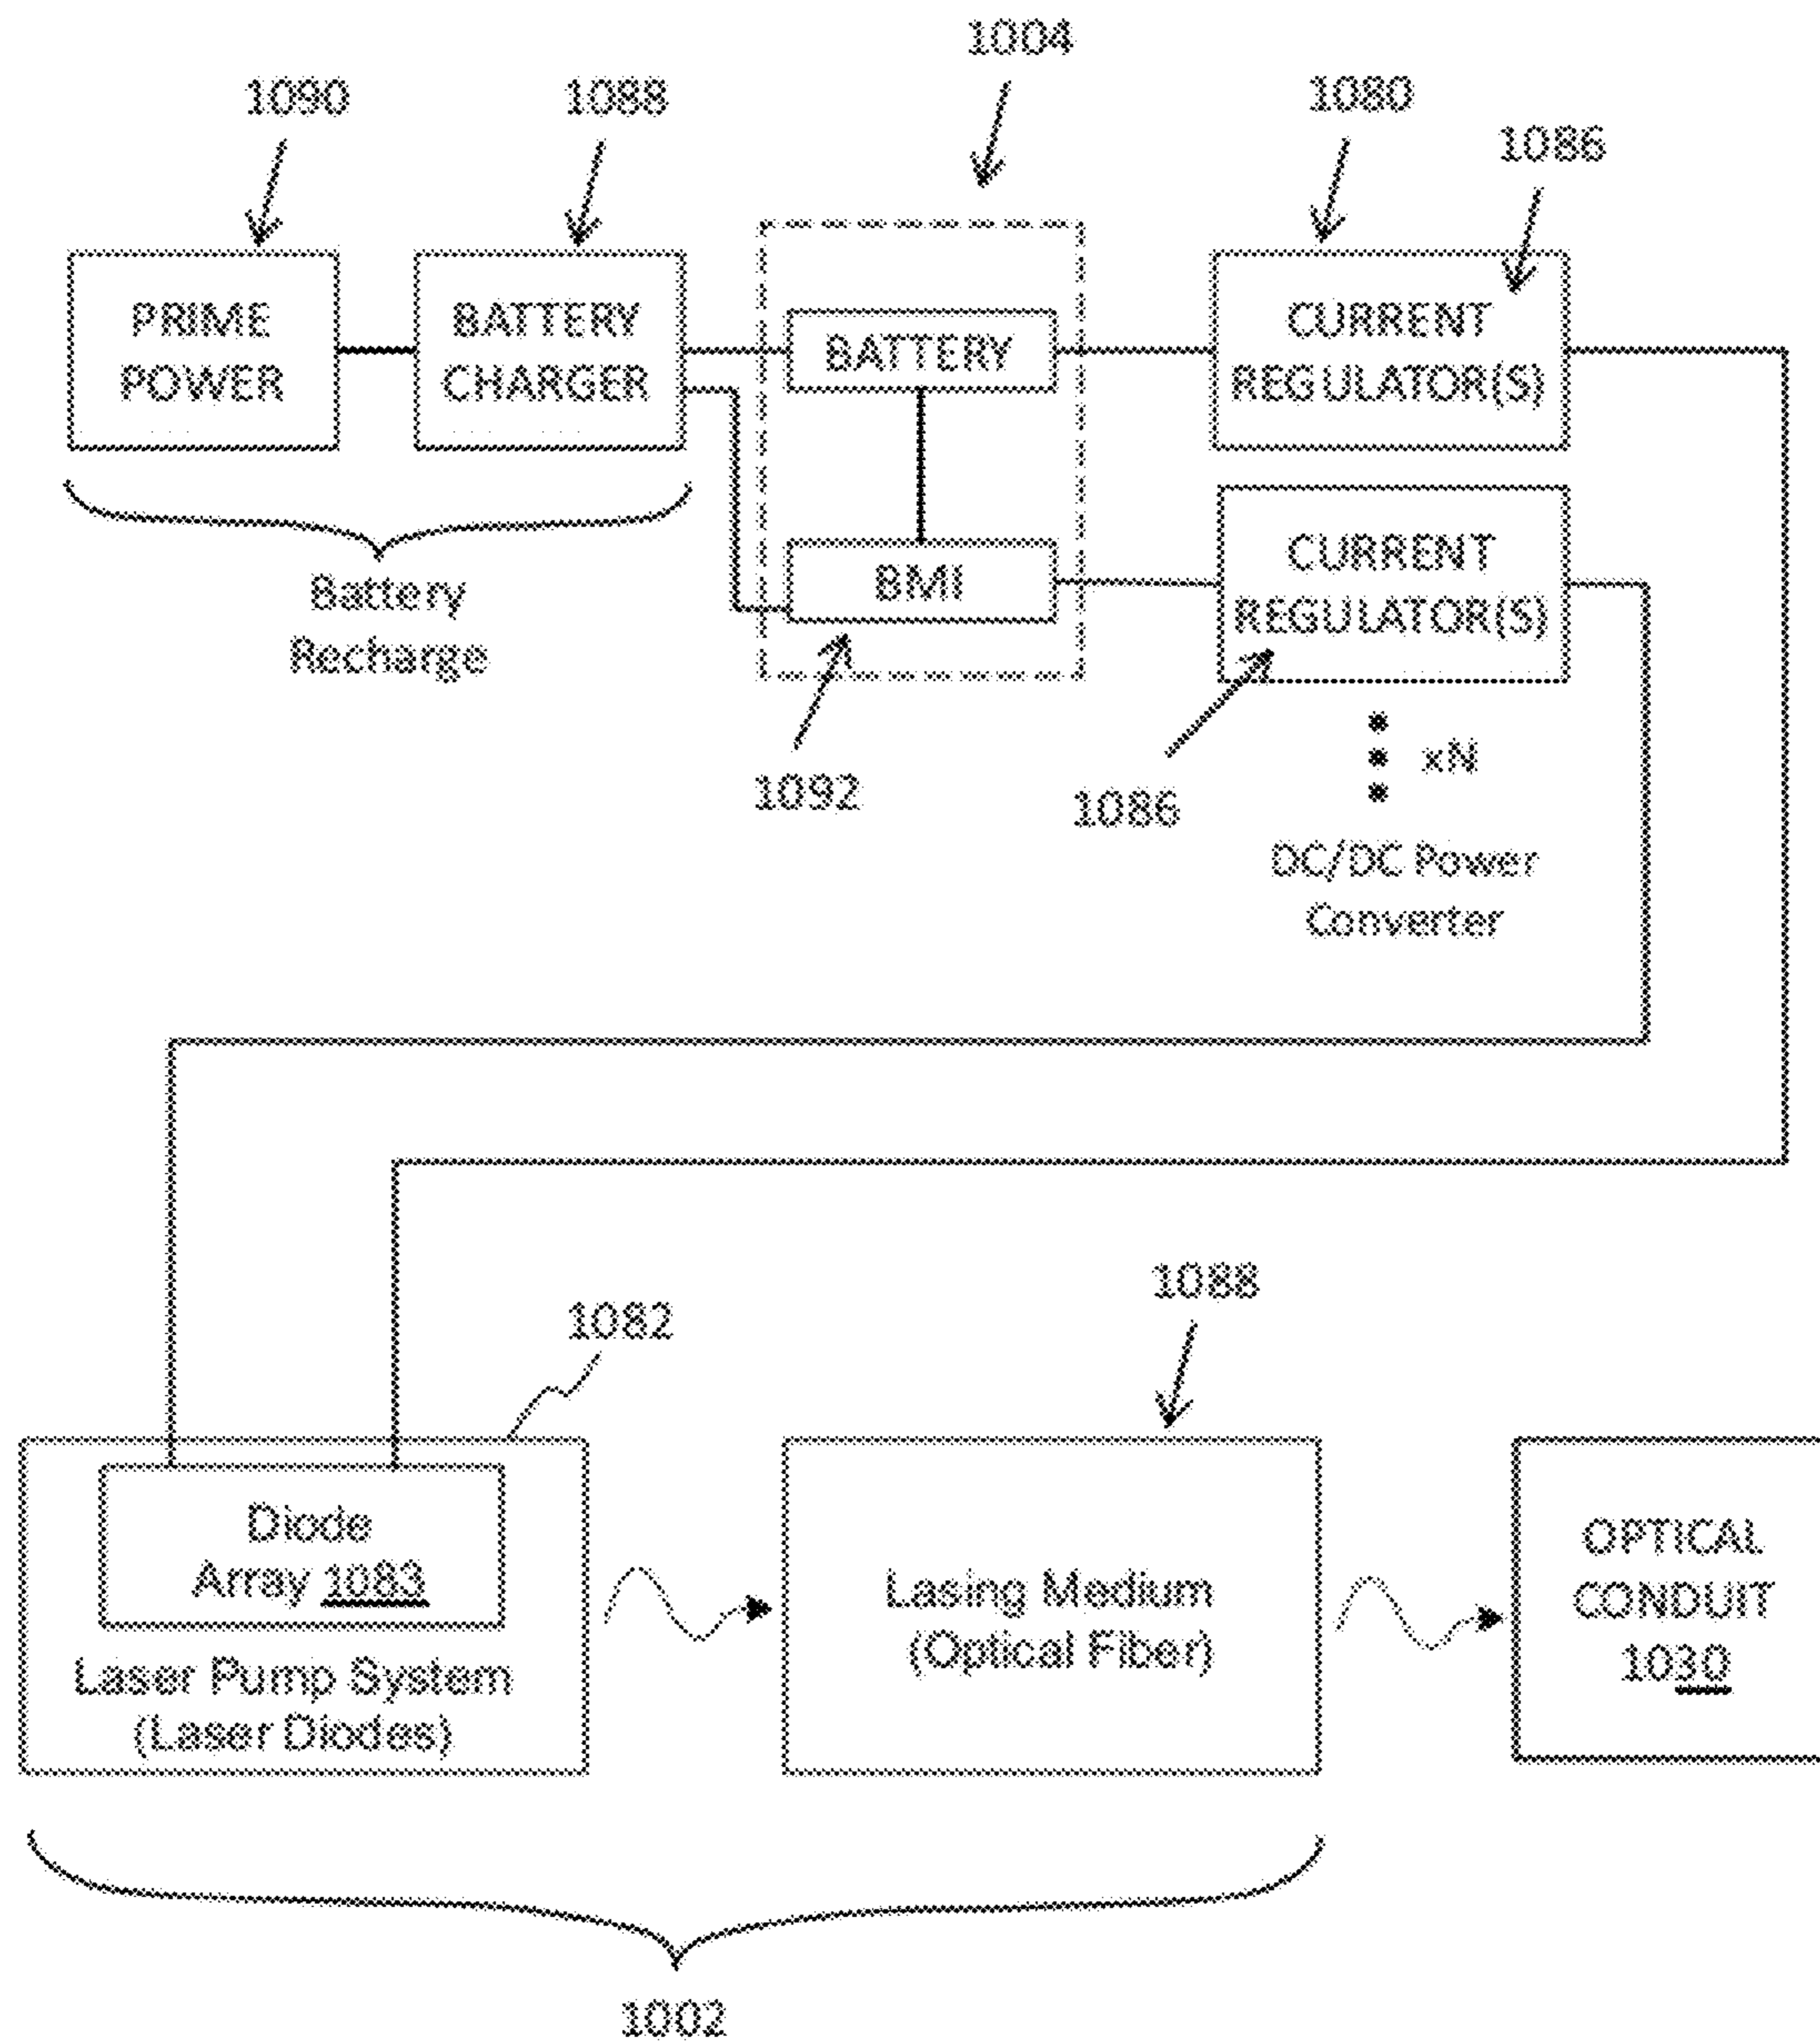 1004
1090
1088
1080
1086
PRIME
POWER
BATTERY
CHARGER
BATTERY
CURRENT
REGULATOR(S)
BMI
CURRENT
REGULATOR(S)
Battery
Recharge
1092
1086
xN
DC/DC Power
Converter
1082
1088
Diode
Array 1083
Laser Pump System
(Laser Diodes)
Lasing Medium
(Optical Fiber)
OPTICAL
CONDUIT
1030
1002